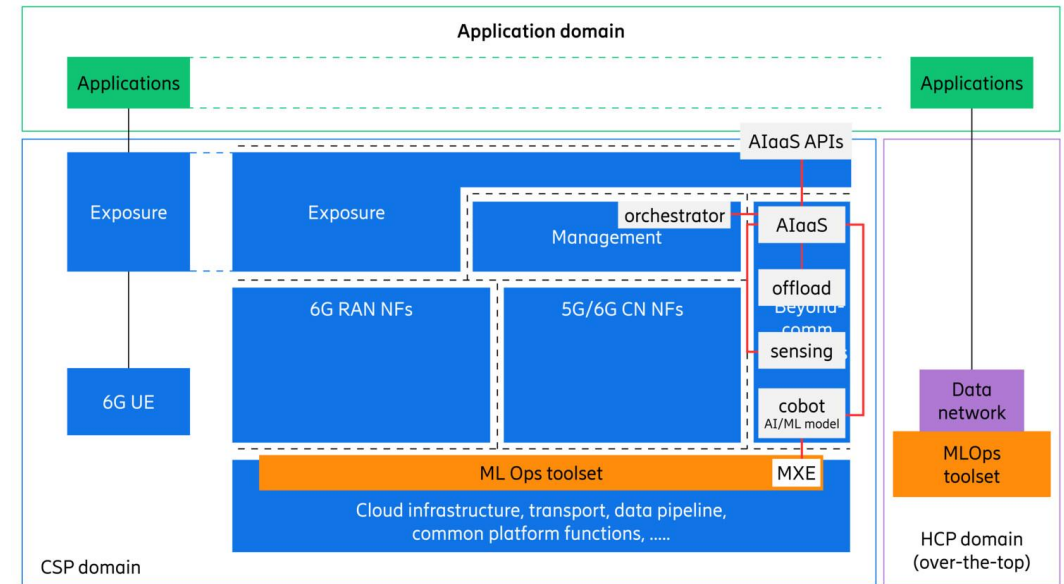 Application domain
Applications
Applications
AIaaS APIs
Exposure
Exposure
orchestrator
Management
AIaaS
offload
Beyond-
comm
sensing
s
6G RAN NFs
5G/6G CN NFs
6G UE
cobot
AI/ML model
Data
network
ML Ops toolset
MXE
MLOps
toolset
Cloud infrastructure, transport, data pipeline,
common platform functions, .....
CSP domain
HCP domain
(over-the-top)